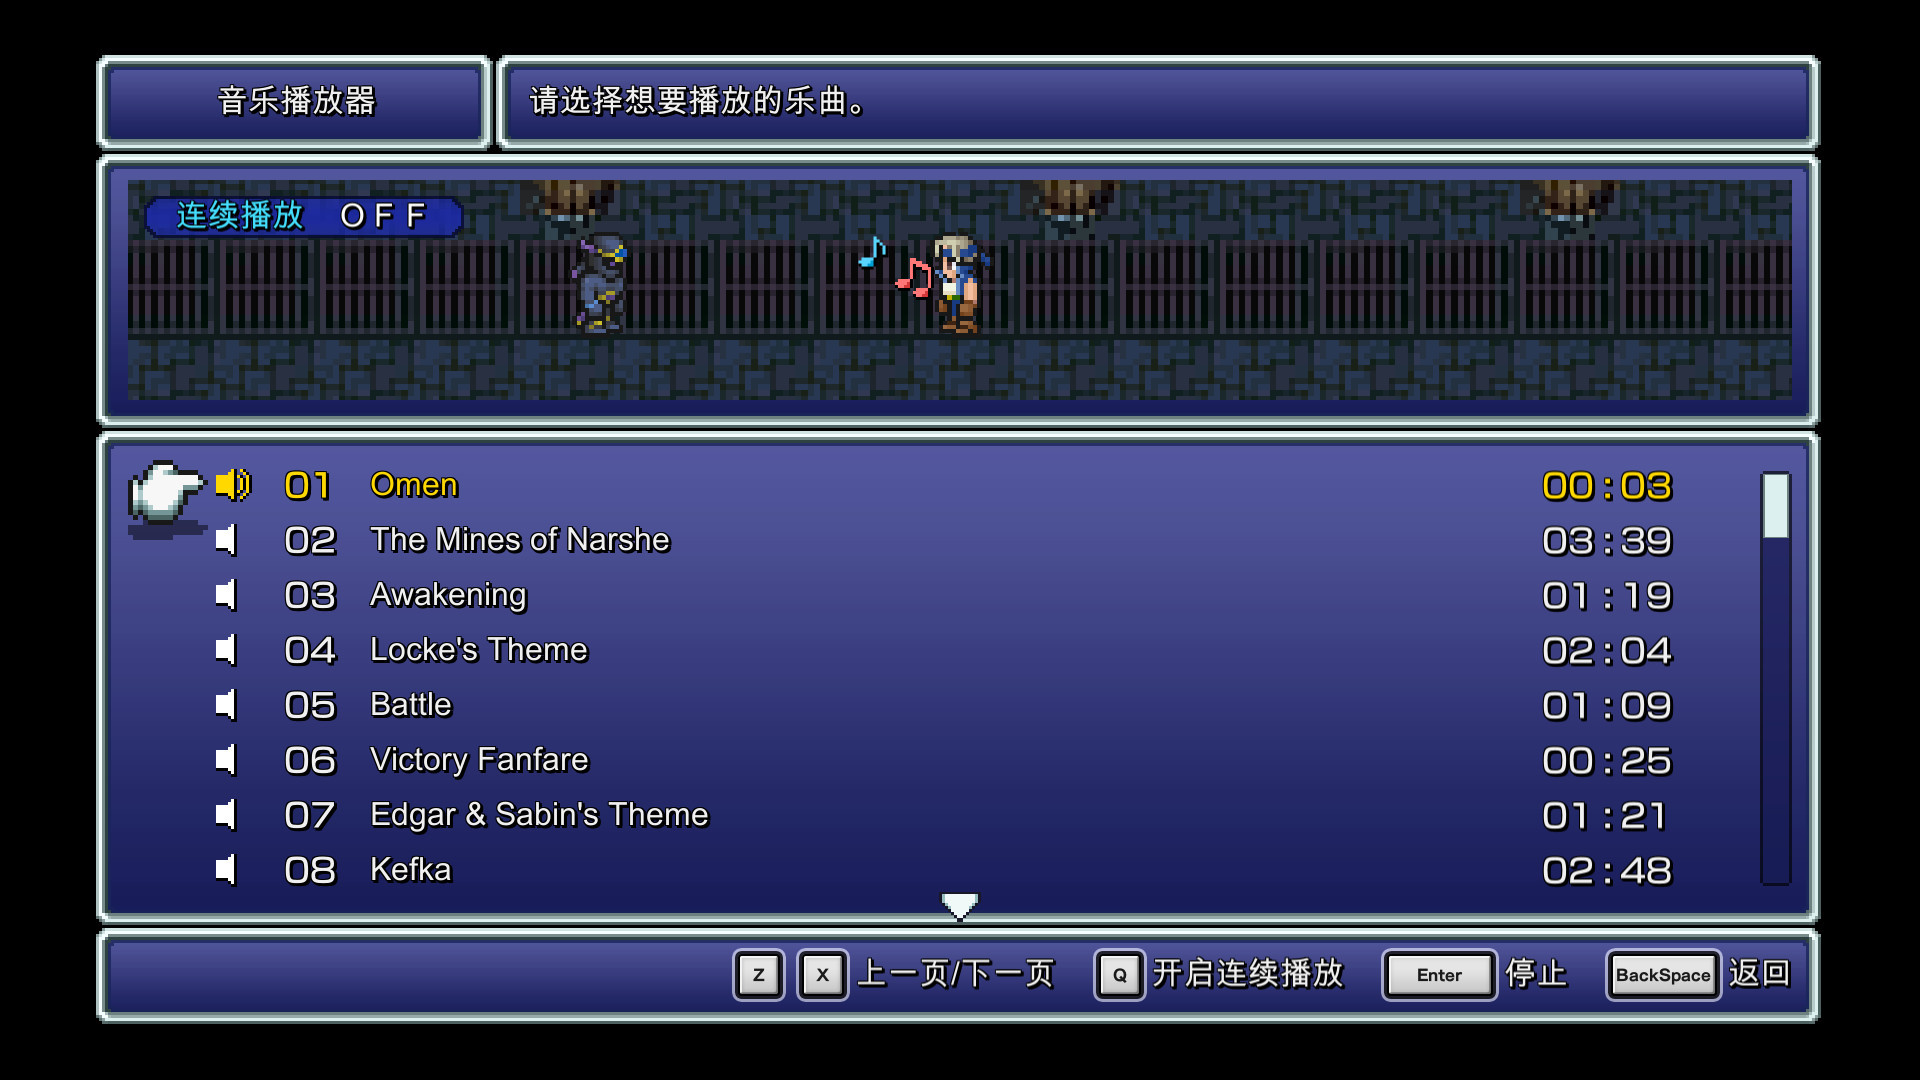 音乐播放器
请选择想要播放的乐曲。
连续播放 OFF
01 Omen 00:03
02 The Mines of Narshe 03:39
03 Awakening 01:19
04 Locke's Theme 02:04
05 Battle 01:09
06 Victory Fanfare 00:25
07 Edgar & Sabin's Theme 01:21
08 Kefka 02:48
Z X 上一页/下一页 Q 开启连续播放 Enter 停止 BackSpace 返回